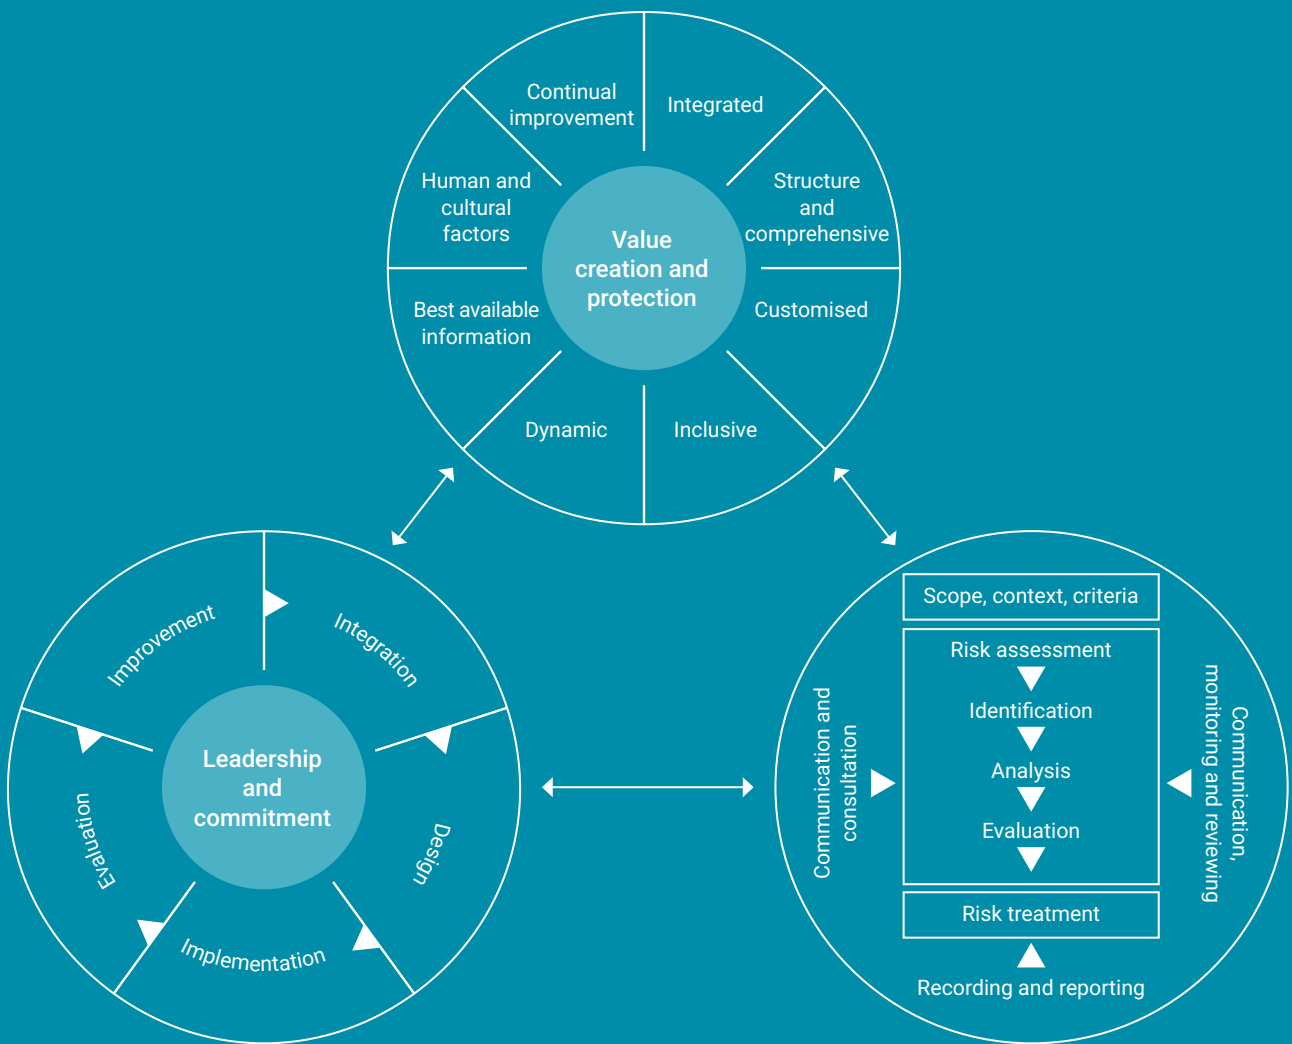 Continual
improvement
Integrated
Human and
cultural
factors
Structure
and
comprehensive
Value
creation and
protection
Best available
information
Customised
Dynamic
Inclusive
Improvement
Integration
Leadership
and
commitment
Evaluation
Design
Implementation
Scope, context, criteria
Risk assessment
Identification
Analysis
Evaluation
Communication and
consultation
Communication,
monitoring and reviewing
Risk treatment
Recording and reporting